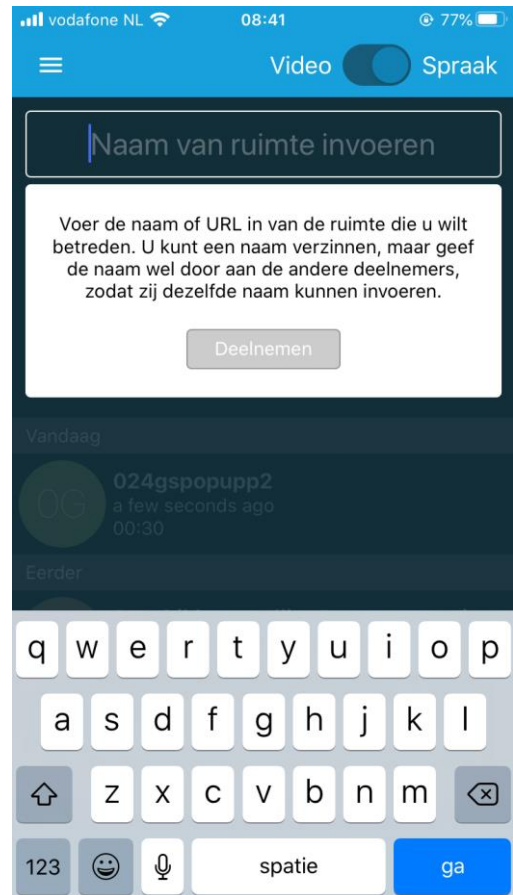 vodafone NL 08:41 77%
Video Spraak
Naam van ruimte invoeren
Voer de naam of URL in van de ruimte die u wilt
betreden. U kunt een naam verzinnen, maar geef
de naam wel door aan de andere deelnemers,
zodat zij dezelfde naam kunnen invoeren.
Deelnemen
Vandaag
0G
024gspopupp2
a few seconds ago
00:30
Eerder
q w e r t y u i o p
a s d f g h j k l
z x c v b n m
123 spatie ga